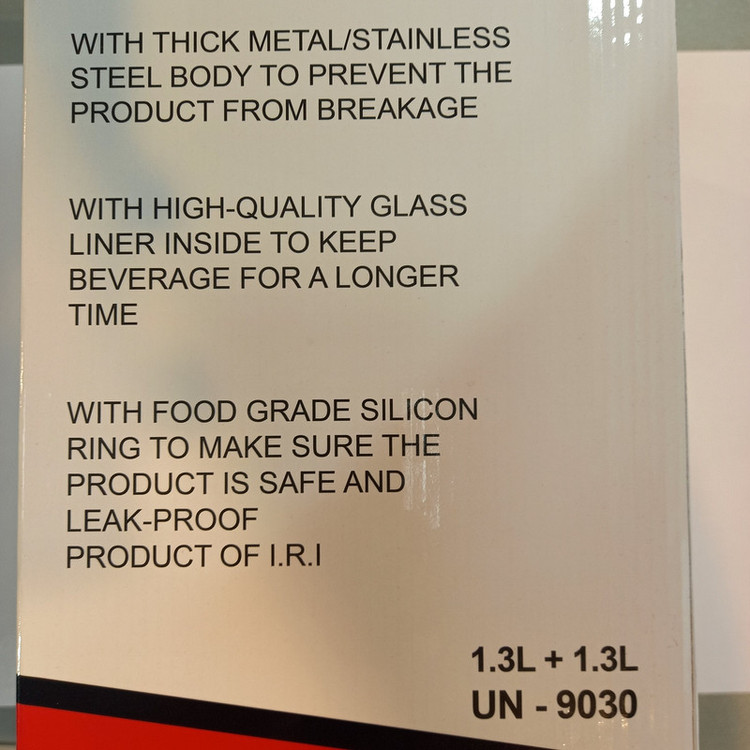 WITH THICK METAL/STAINLESS
STEEL BODY TO PREVENT THE
PRODUCT FROM BREAKAGE
WITH HIGH-QUALITY GLASS
LINER INSIDE TO KEEP
BEVERAGE FOR A LONGER
TIME
WITH FOOD GRADE SILICON
RING TO MAKE SURE THE
PRODUCT IS SAFE AND
LEAK-PROOF
PRODUCT OF I.R.I
1.3L + 1.3L
UN - 9030